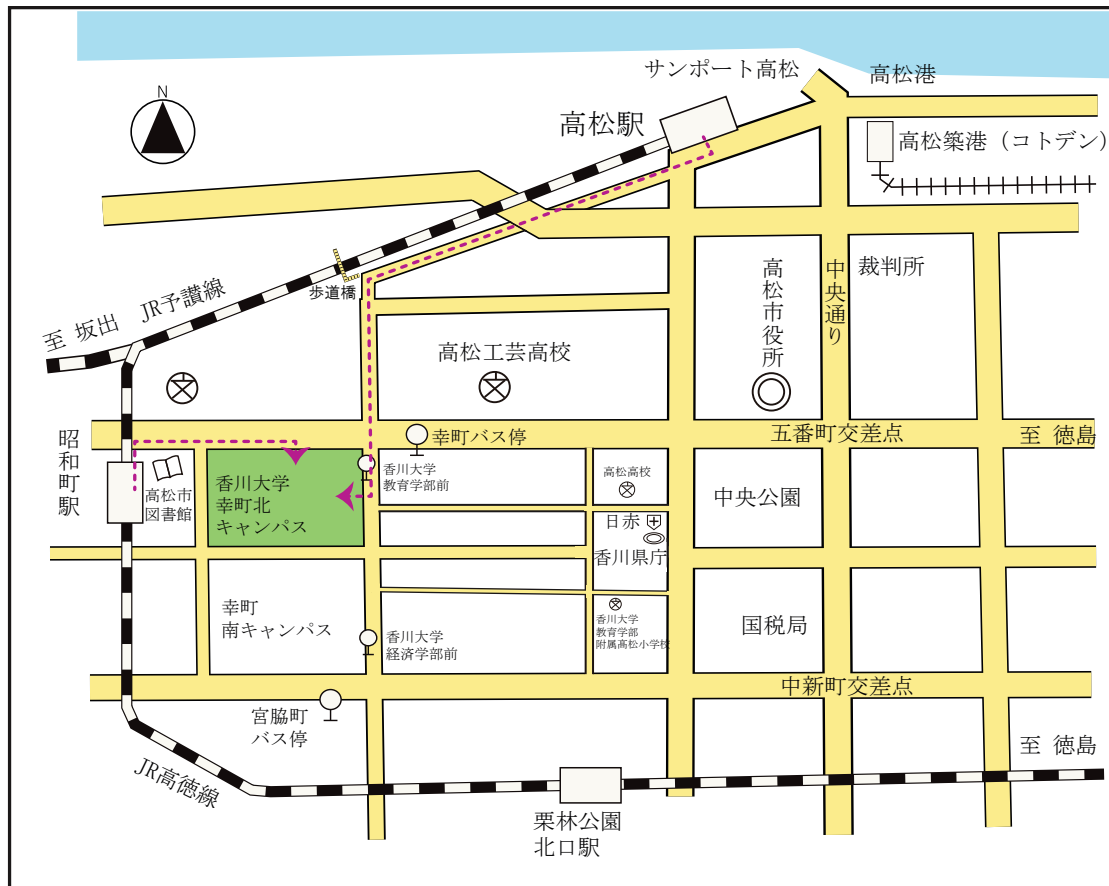 サンポート高松
高松港
N
高松駅
高松築港（コトデン）
歩道橋
至 坂出 JR予讃線
高松市役所
中央通り
裁判所
高松工芸高校
昭和町駅
幸町バス停
五番町交差点
至 徳島
高松市
図書館
香川大学
幸町北
キャンパス
香川大学
教育学部前
高松高校
中央公園
日赤
香川県庁
幸町
南キャンパス
香川大学
経済学部前
香川大学
教育学部
附属高松小学校
国税局
中新町交差点
宮脇町
バス停
至 徳島
JR高徳線
栗林公園
北口駅